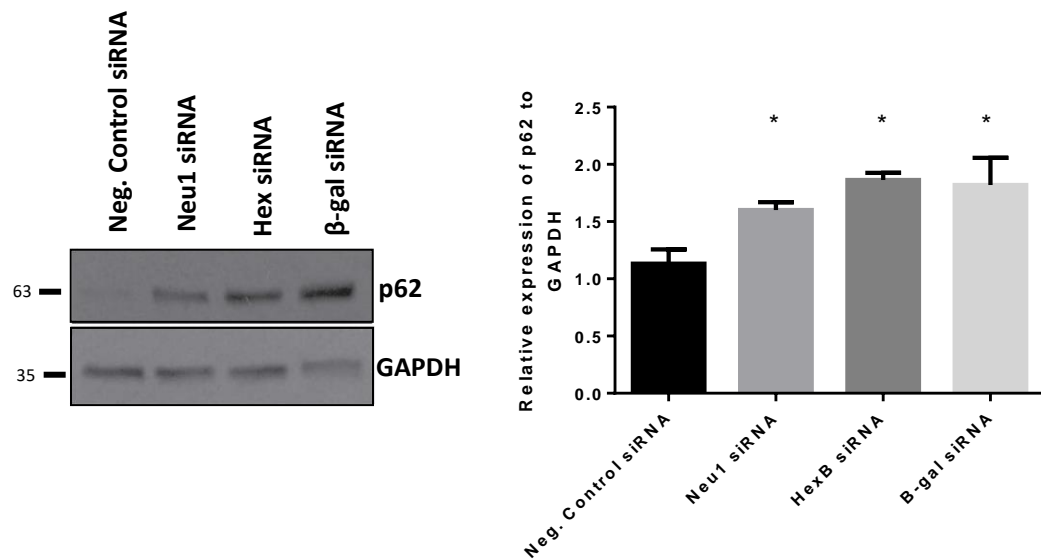 Neg. Control siRNA
Neu1 siRNA
Hex siRNA
β-gal siRNA
63
p62
35
GAPDH
Relative expression of p62 to
GAPDH
2.5
2.0
1.5
1.0
0.5
0.0
*
*
*
Neg. Control siRNA
Neu1 siRNA
HexB siRNA
B-gal siRNA